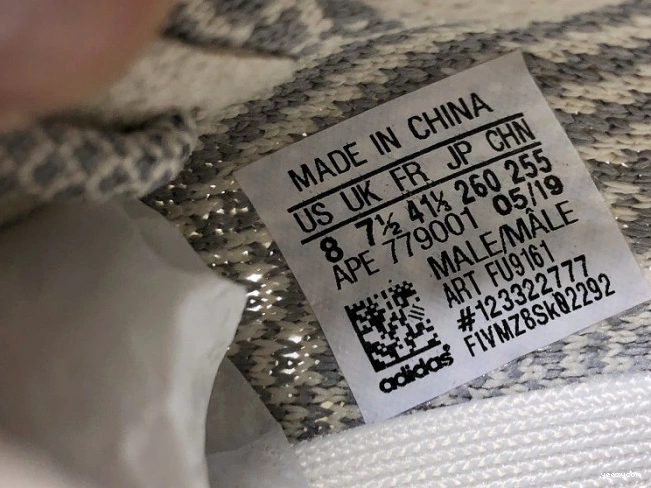 MADE IN CHINA
US UK FR JP CHN
8 7½ 41⅓ 260 255
APE 779001 05/19
MALE/MÂLE
ART FU9161
#123322777
adidas